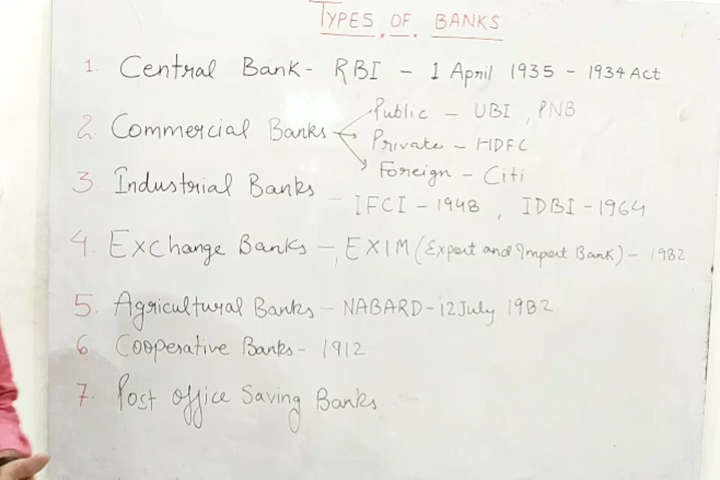 TYPES OF BANKS
1. Central Bank - RBI - 1 April 1935 - 1934 Act
2. Commercial Banks
Public - UBI, PNB
Private - HDFC
Foreign - Citi
3. Industrial Banks - IFCI - 1948, IDBI - 1964
4. Exchange Banks - EXIM (Export and Import Bank) - 1982
5. Agricultural Banks - NABARD - 12 July 1982
6 Cooperative Banks - 1912
7. Post office Saving Banks.